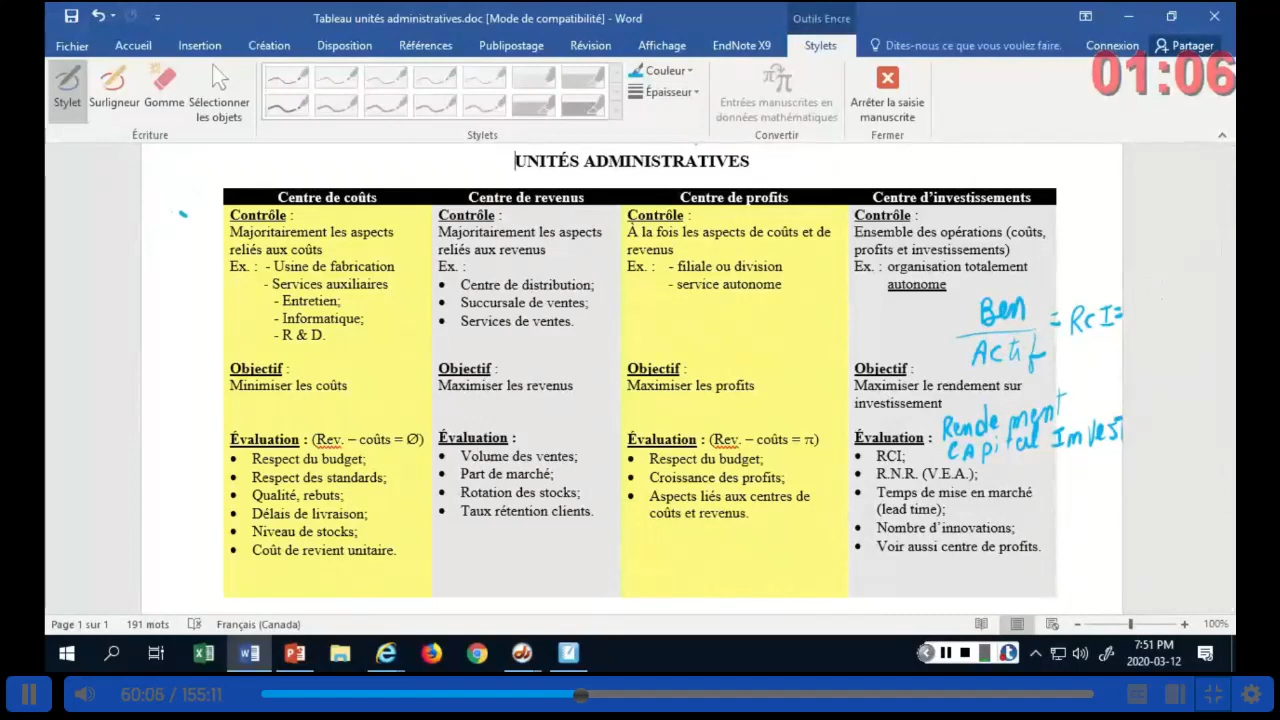 Tableau unités administratives.doc [Mode de compatibilité] - Word
Outils Encre
Fichier Accueil Insertion Création Disposition Références Publipostage Révision Affichage EndNote X9 Stylets Dites-nous ce que vous voulez faire. Connexion Partager
01:06
Stylet Surligneur Gomme Sélectionner les objets
Couleur
Épaisseur
Entrées manuscrites en données mathématiques
Arrêter la saisie manuscrite
Écriture Stylets Convertir Fermer
UNITÉS ADMINISTRATIVES
Centre de coûts
Contrôle :
Majoritairement les aspects
reliés aux coûts
Ex. : - Usine de fabrication
- Services auxiliaires
- Entretien;
- Informatique;
- R & D.
Objectif :
Minimiser les coûts
Évaluation : (Rev. – coûts = Ø)
• Respect du budget;
• Respect des standards;
• Qualité, rebuts;
• Délais de livraison;
• Niveau de stocks;
• Coût de revient unitaire.
Centre de revenus
Contrôle :
Majoritairement les aspects
reliés aux revenus
Ex. :
• Centre de distribution;
• Succursale de ventes;
• Services de ventes.
Objectif :
Maximiser les revenus
Évaluation :
• Volume des ventes;
• Part de marché;
• Rotation des stocks;
• Taux rétention clients.
Centre de profits
Contrôle :
À la fois les aspects de coûts et de
revenus
Ex. : - filiale ou division
- service autonome
Objectif :
Maximiser les profits
Évaluation : (Rev. – coûts = π)
• Respect du budget;
• Croissance des profits;
• Aspects liés aux centres de
coûts et revenus.
Centre d’investissements
Contrôle :
Ensemble des opérations (coûts,
profits et investissements)
Ex. : organisation totalement
autonome
Ben
Actif
= RCI =
Objectif :
Maximiser le rendement sur
investissement
Rendement
Capital Invest
Évaluation :
• RCI;
• R.N.R. (V.E.A.);
• Temps de mise en marché
(lead time);
• Nombre d’innovations;
• Voir aussi centre de profits.
Page 1 sur 1 191 mots Français (Canada) 100%
7:51 PM
2020-03-12
60:05 / 155:11